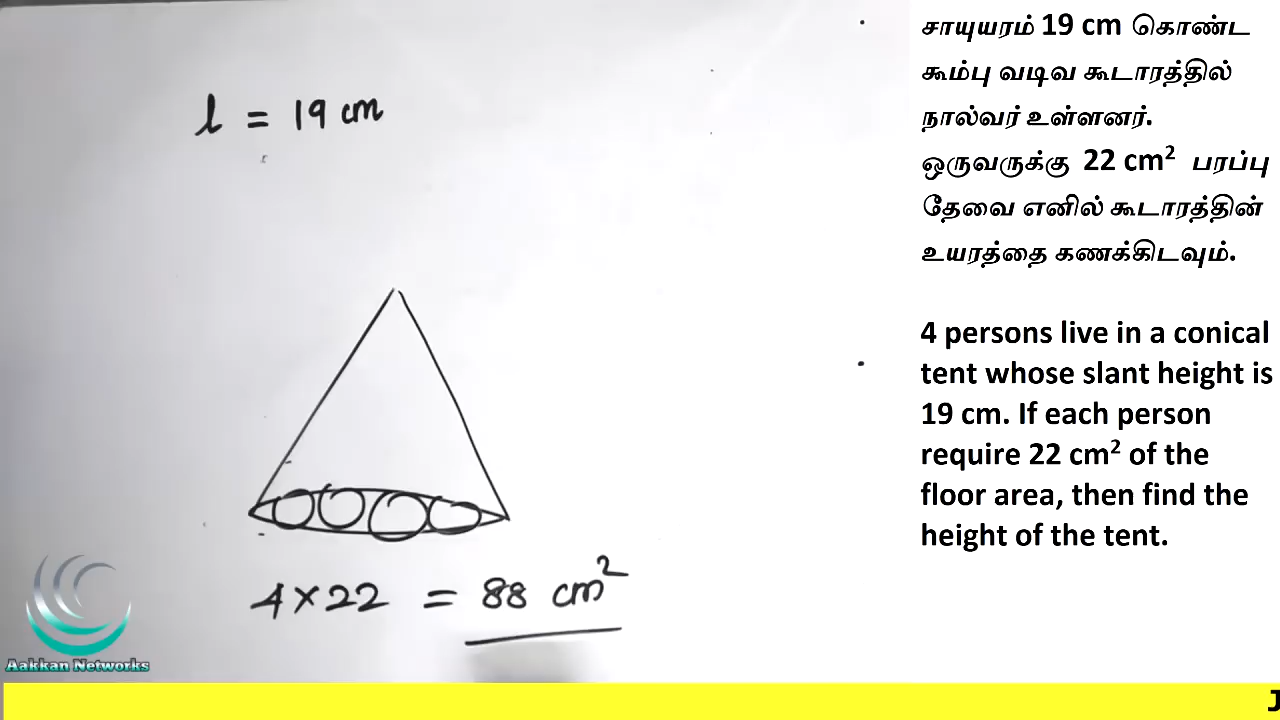 l = 19 cm
4 × 22 = 88 cm²
சாயுயரம் 19 cm கொண்ட
கூம்பு வடிவ கூடாரத்தில்
நால்வர் உள்ளனர்.
ஒருவருக்கு 22 cm² பரப்பு
தேவை எனில் கூடாரத்தின்
உயரத்தை கணக்கிடவும்.
4 persons live in a conical
tent whose slant height is
19 cm. If each person
require 22 cm² of the
floor area, then find the
height of the tent.
Aakkan Networks
J